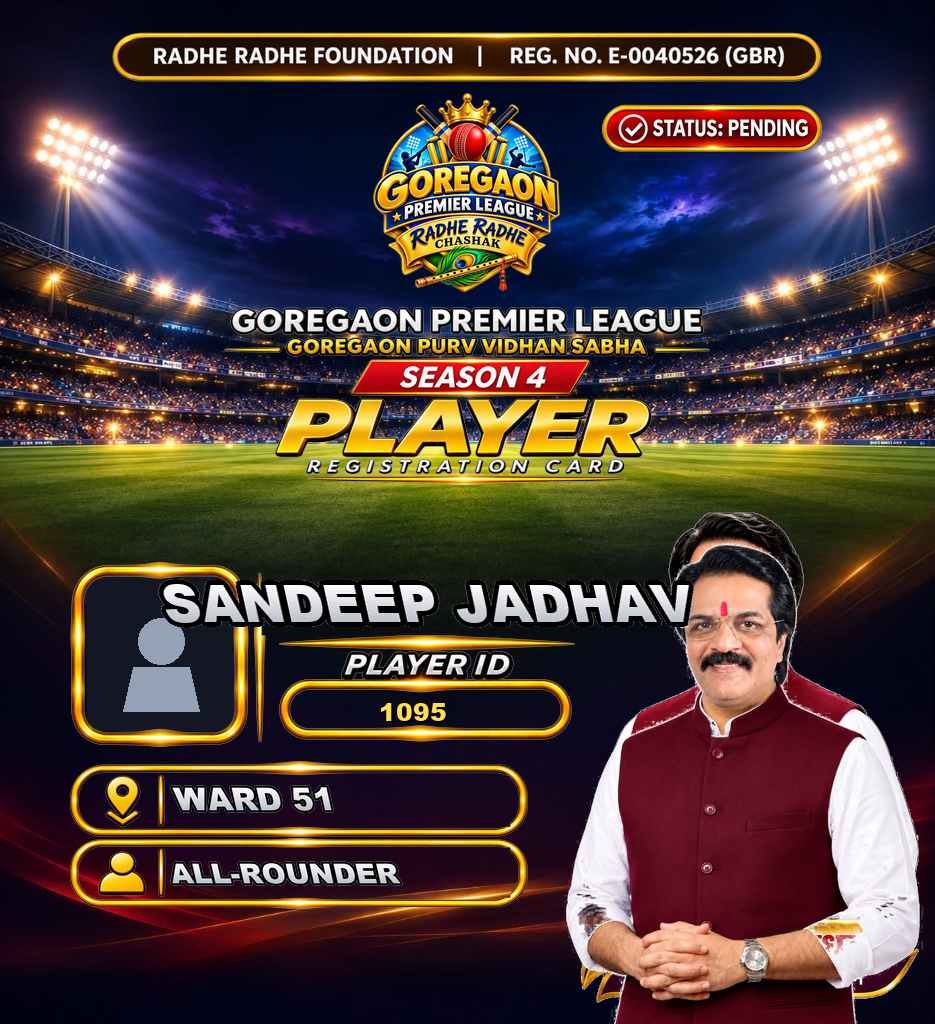 RADHE RADHE FOUNDATION | REG. NO. E-0040526 (GBR)
STATUS: PENDING
GOREGAON
PREMIER LEAGUE
RADHE RADHE
CHASHAK
GOREGAON PREMIER LEAGUE
GOREGAON PURV VIDHAN SABHA
SEASON 4
PLAYER
REGISTRATION CARD
SANDEEP JADHAV
PLAYER ID
1095
WARD 51
ALL-ROUNDER